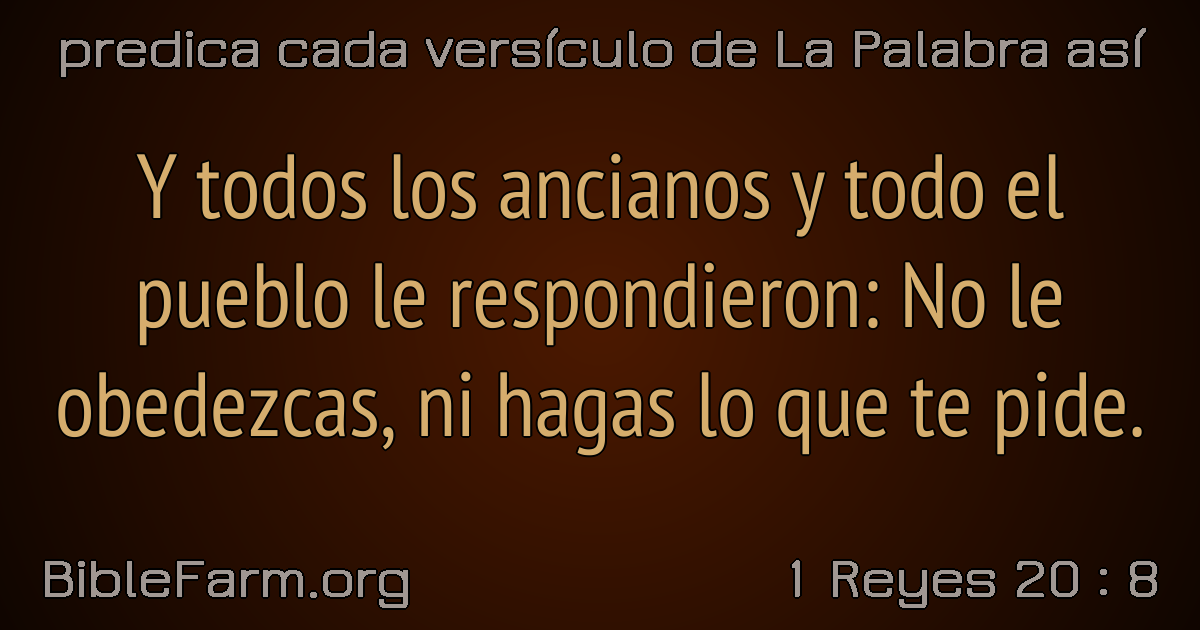 predica cada versículo de La Palabra así
Y todos los ancianos y todo el
pueblo le respondieron: No le
obedezcas, ni hagas lo que te pide.
BibleFarm.org
1 Reyes 20 : 8